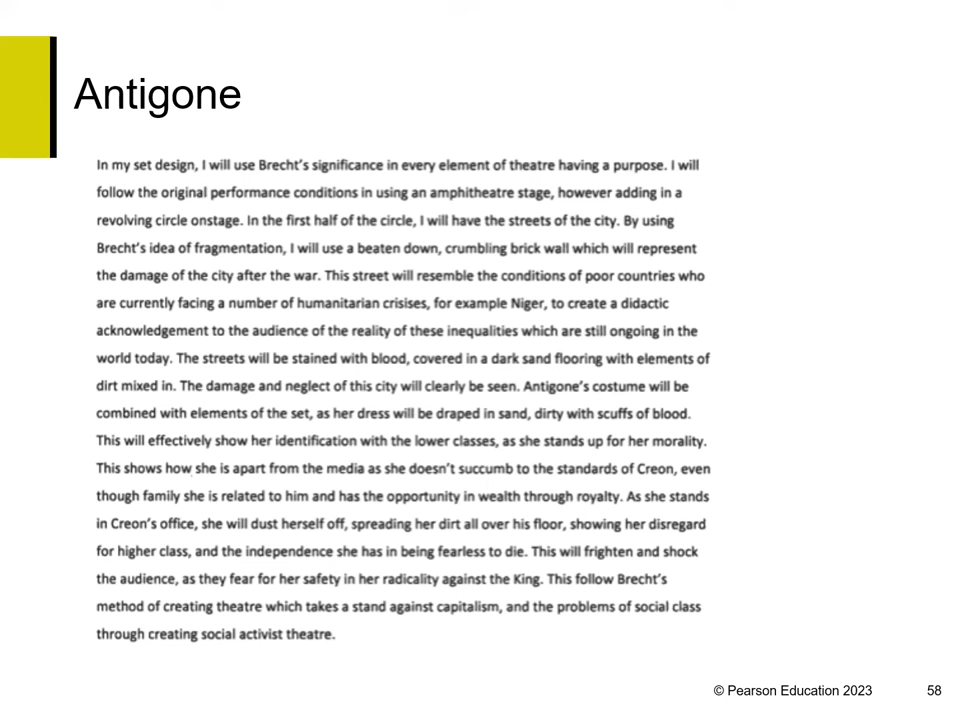 Antigone
In my set design, I will use Brecht's significance in every element of theatre having a purpose. I will
follow the original performance conditions in using an amphitheatre stage, however adding in a
revolving circle onstage. In the first half of the circle, I will have the streets of the city. By using
Brecht's idea of fragmentation, I will use a beaten down, crumbling brick wall which will represent
the damage of the city after the war. This street will resemble the conditions of poor countries who
are currently facing a number of humanitarian crisises, for example Niger, to create a didactic
acknowledgement to the audience of the reality of these inequalities which are still ongoing in the
world today. The streets will be stained with blood, covered in a dark sand flooring with elements of
dirt mixed in. The damage and neglect of this city will clearly be seen. Antigone's costume will be
combined with elements of the set, as her dress will be draped in sand, dirty with scuffs of blood.
This will effectively show her identification with the lower classes, as she stands up for her morality.
This shows how she is apart from the media as she doesn't succumb to the standards of Creon, even
though family she is related to him and has the opportunity in wealth through royalty. As she stands
in Creon's office, she will dust herself off, spreading her dirt all over his floor, showing her disregard
for higher class, and the independence she has in being fearless to die. This will frighten and shock
the audience, as they fear for her safety in her radicality against the King. This follow Brecht's
method of creating theatre which takes a stand against capitalism, and the problems of social class
through creating social activist theatre.
© Pearson Education 2023
58